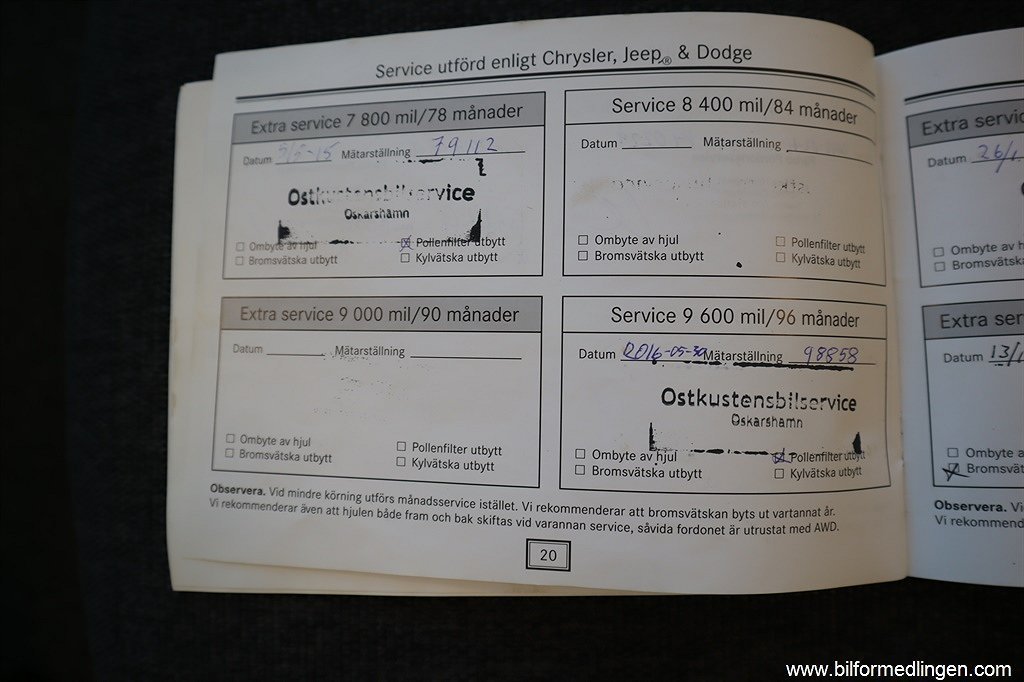 Service utförd enligt Chrysler, Jeep® & Dodge
Extra service 7 800 mil/78 månader
Datum Mätarställning 79112
Ostkustensbilservice
Oskarshamn
Ombyte av hjul
Pollenfilter utbytt
Bromsvätska utbytt
Kylvätska utbytt
Service 8 400 mil/84 månader
Datum Mätarställning
Ombyte av hjul
Pollenfilter utbytt
Bromsvätska utbytt
Kylvätska utbytt
Extra service 9 000 mil/90 månader
Datum Mätarställning
Ombyte av hjul
Pollenfilter utbytt
Bromsvätska utbytt
Kylvätska utbytt
Service 9 600 mil/96 månader
Datum 2016-05-30 Mätarställning 98858
Ostkustensbilservice
Oskarshamn
Ombyte av hjul
Pollenfilter utbytt
Bromsvätska utbytt
Kylvätska utbytt
Observera. Vid mindre körning utförs månadsservice istället. Vi rekommenderar att bromsvätskan byts ut vartannat år.
Vi rekommenderar även att hjulen både fram och bak skiftas vid varannan service, såvida fordonet är utrustat med AWD.
20
Extra servic
Datum 26/1
Ombyte av h
Bromsvätska
Extra ser
Datum 13/1
Ombyte av
Bromsvät
Observera. Vi
Vi rekommend
www.bilformedlingen.com